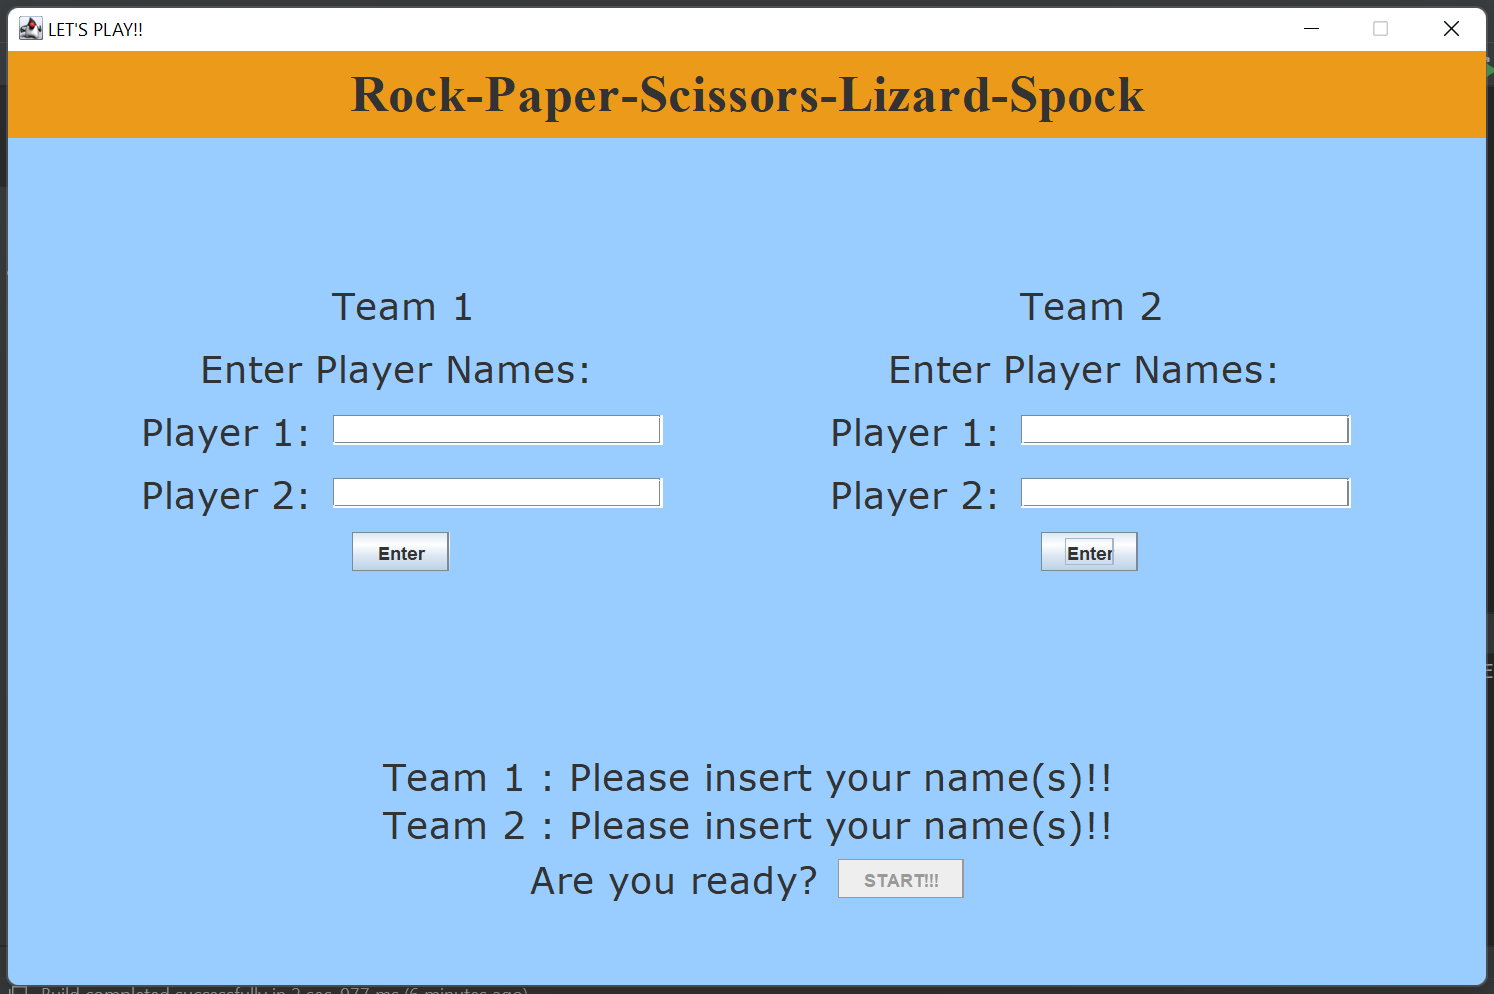 LET'S PLAY!!
Rock-Paper-Scissors-Lizard-Spock
Team 1
Enter Player Names:
Player 1:
Player 2:
Enter
Team 2
Enter Player Names:
Player 1:
Player 2:
Enter
Team 1 : Please insert your name(s)!!
Team 2 : Please insert your name(s)!!
Are you ready? START!!!
Build completed successfully in 2 sec, 977 ms (6 minutes ago)